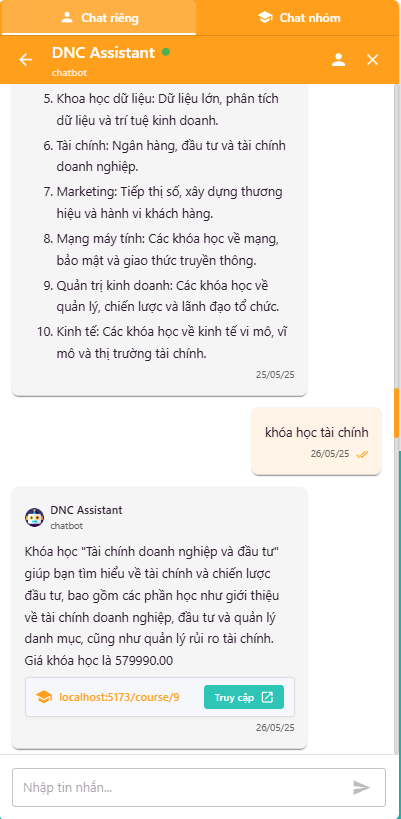 Chat riêng
Chat nhóm
DNC Assistant
chatbot
5. Khoa học dữ liệu: Dữ liệu lớn, phân tích
dữ liệu và trí tuệ kinh doanh.
6. Tài chính: Ngân hàng, đầu tư và tài chính
doanh nghiệp.
7. Marketing: Tiếp thị số, xây dựng thương
hiệu và hành vi khách hàng.
8. Mạng máy tính: Các khóa học về mạng,
bảo mật và giao thức truyền thông.
9. Quản trị kinh doanh: Các khóa học về
quản lý, chiến lược và lãnh đạo tổ chức.
10. Kinh tế: Các khóa học về kinh tế vi mô, vĩ
mô và thị trường tài chính.
25/05/25
khóa học tài chính
26/05/25
DNC Assistant
chatbot
Khóa học "Tài chính doanh nghiệp và đầu tư"
giúp bạn tìm hiểu về tài chính và chiến lược
đầu tư, bao gồm các phần học như giới thiệu
về tài chính doanh nghiệp, đầu tư và quản lý
danh mục, cũng như quản lý rủi ro tài chính.
Giá khóa học là 579990.00
localhost:5173/course/9
Truy cập
26/05/25
Nhập tin nhắn...